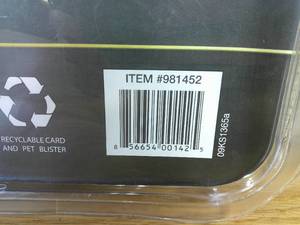 ITEM #981452
8 56654 00142 5
RECYCLABLE CARD
AND PET BLISTER
09KS1365a